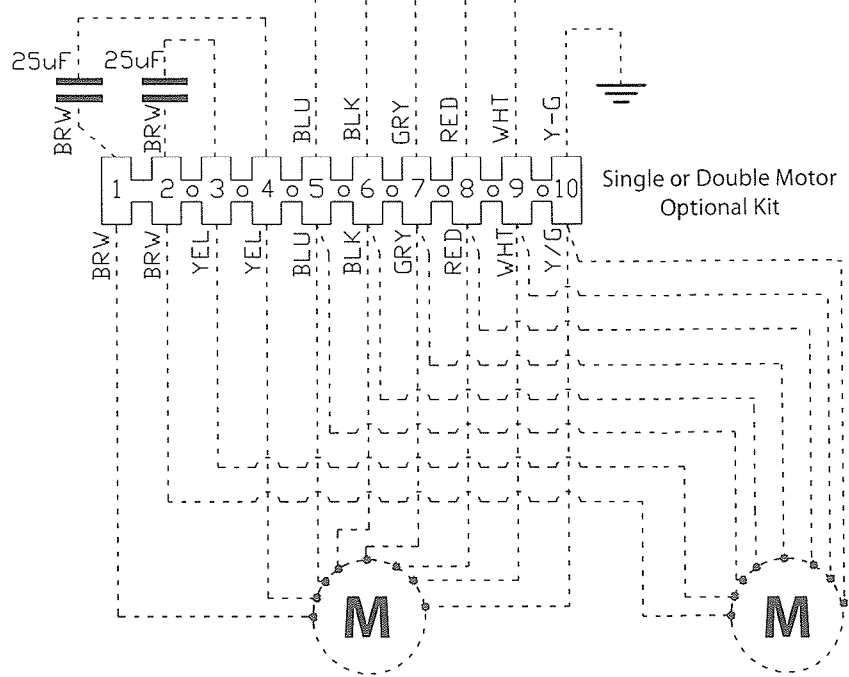 25uF 25uF
BRW BRW BLU BLK GRY RED WHT Y-G
1 2 3 4 5 6 7 8 9 10
Single or Double Motor
Optional Kit
BRW BRW YEL YEL BLU BLK GRY RED WHT Y/G
M M